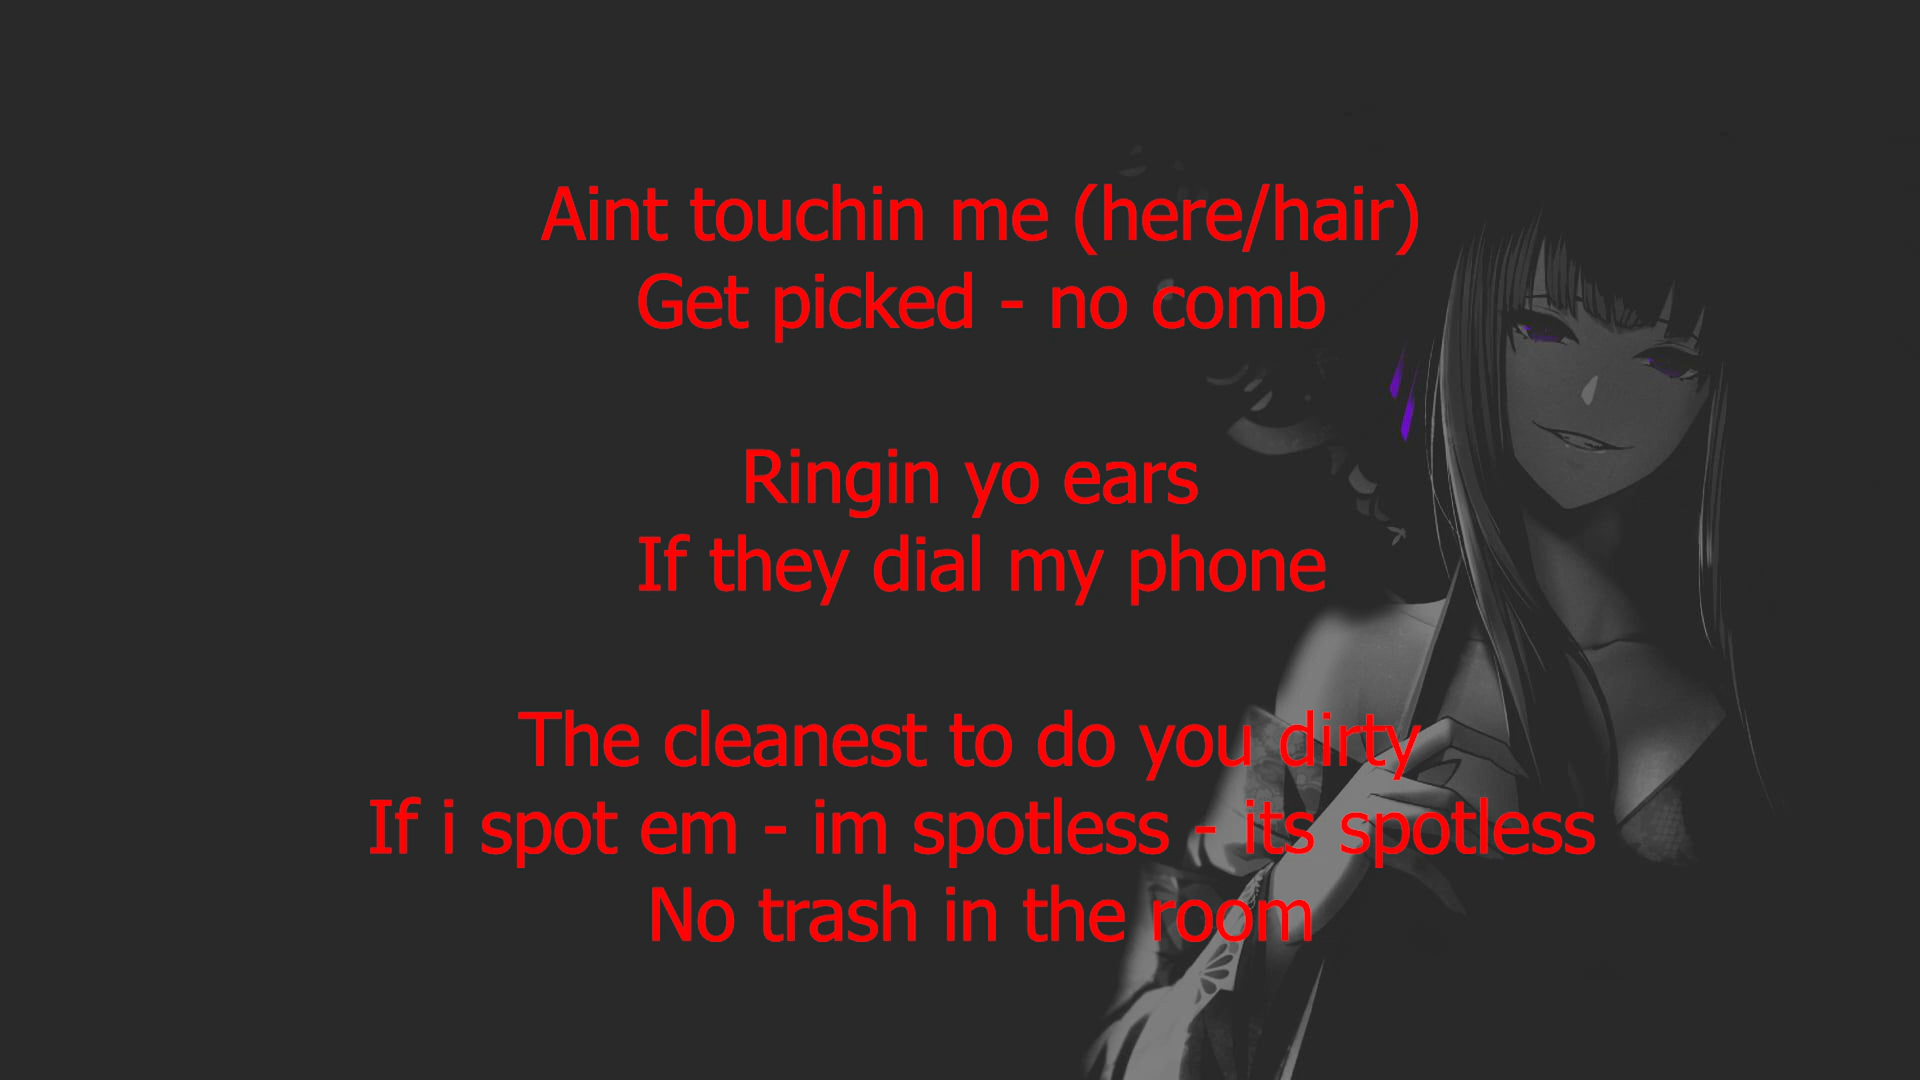 Aint touchin me (here/hair)
Get picked - no comb
Ringin yo ears
If they dial my phone
The cleanest to do you dirty
If i spot em - im spotless - its spotless
No trash in the room